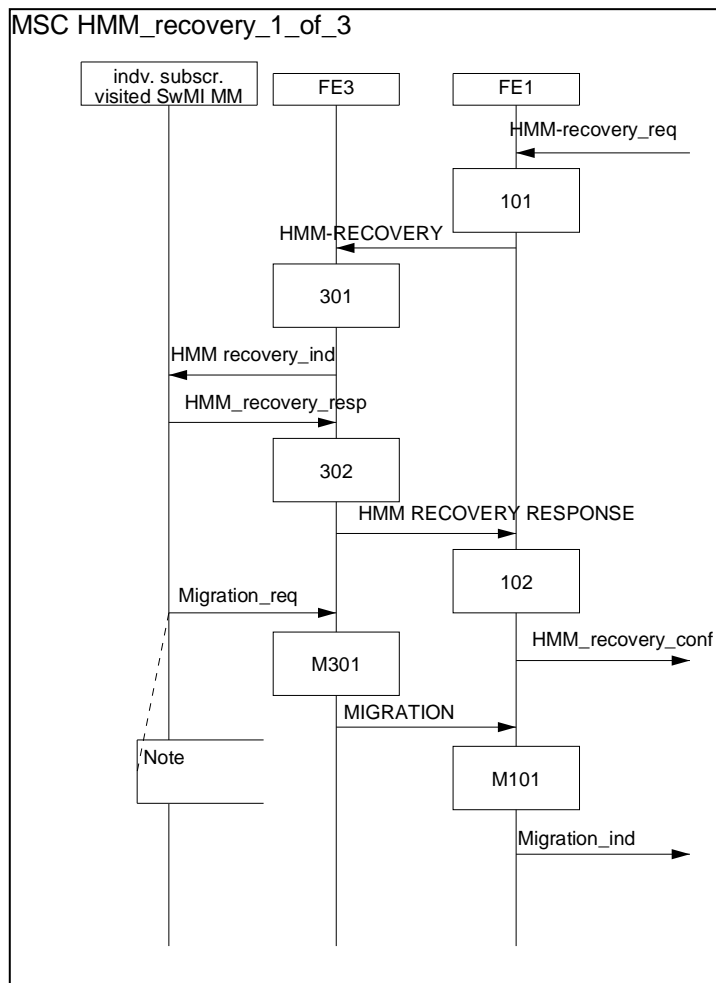 MSC HMM_recovery_1_of_3
indv. subscr.
visited SwMI MM
FE3
FE1
HMM-recovery_req
101
HMM-RECOVERY
301
HMM recovery_ind
HMM_recovery_resp
302
HMM RECOVERY RESPONSE
102
Migration_req
HMM_recovery_conf
M301
MIGRATION
Note
M101
Migration_ind